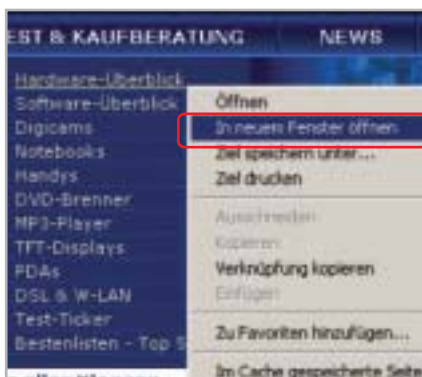 EST & KAUFBERATUNG NEWS
Hardware-Überblick
Software-Überblick
Digicams
Notebooks
Handys
DVD-Brenner
MP3-Player
TFT-Displays
PDAs
DSL & W-LAN
Test-Ticker
Bestenlisten - Top 5
Öffnen
In neuem Fenster öffnen
Ziel speichern unter...
Ziel drucken
Ausschneiden
Kopieren
Verknüpfung kopieren
Einfügen
Zu Favoriten hinzufügen...
Im Cache gespeicherte Seite